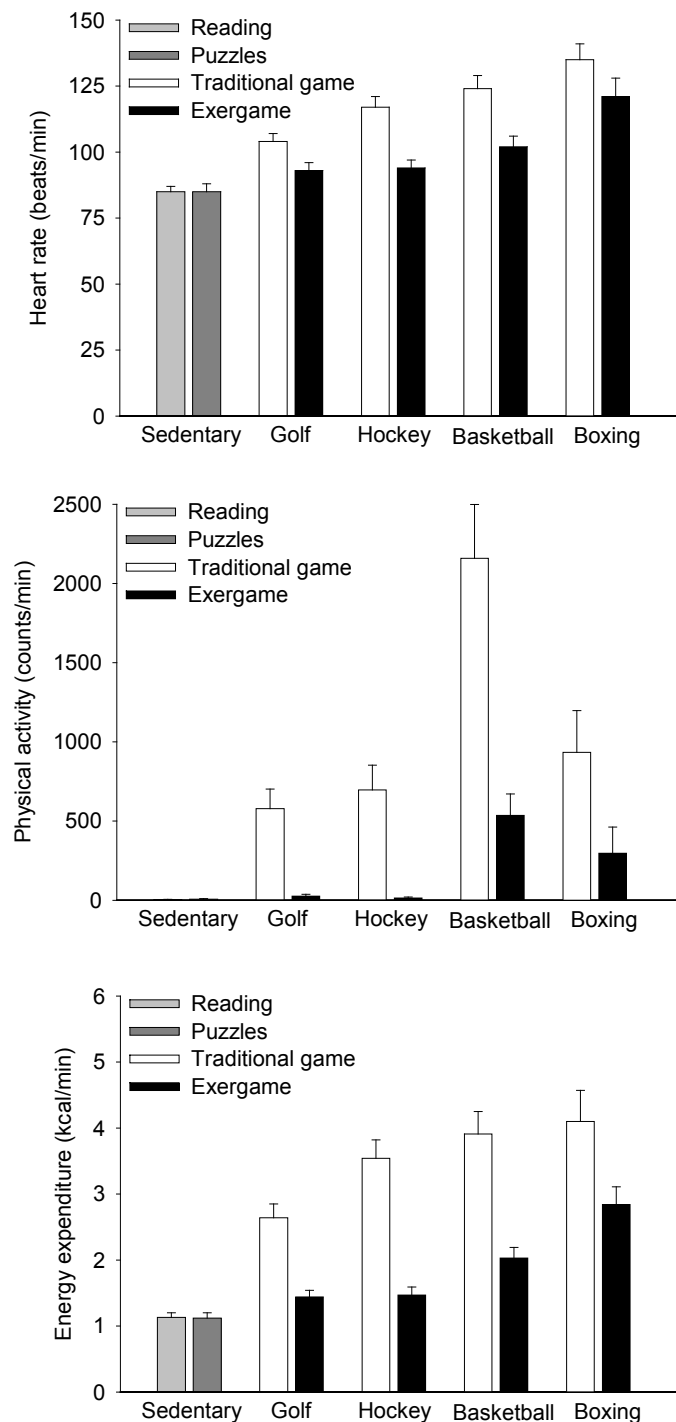 Heart rate (beats/min)
150
125
100
75
50
25
0
Reading
Puzzles
Traditional game
Exergame
Sedentary Golf Hockey Basketball Boxing
Physical activity (counts/min)
2500
2000
1500
1000
500
0
Reading
Puzzles
Traditional game
Exergame
Sedentary Golf Hockey Basketball Boxing
Energy expenditure (kcal/min)
6
5
4
3
2
1
0
Reading
Puzzles
Traditional game
Exergame
Sedentary Golf Hockey Basketball Boxing